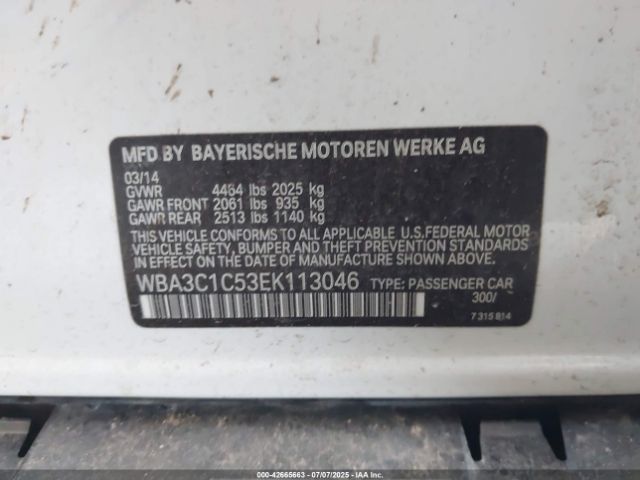 MFD BY BAYERISCHE MOTOREN WERKE AG
03/14
GVWR 4464 lbs 2025 kg
GAWR FRONT 2061 lbs 935 kg
GAWR REAR 2513 lbs 1140 kg
THIS VEHICLE CONFORMS TO ALL APPLICABLE U.S.FEDERAL MOTOR
VEHICLE SAFETY, BUMPER AND THEFT PREVENTION STANDARDS
IN EFFECT ON THE DATE OF MANUFACTURE SHOWN ABOVE.
WBA3C1C53EK113046 TYPE: PASSENGER CAR
300/
7 315 814
000-42665663 | 07/07/2025 | IAAI.COM